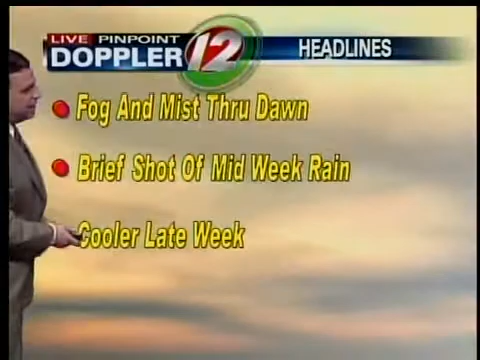 LIVE PINPOINT
DOPPLER 12
HEADLINES
Fog And Mist Thru Dawn
Brief Shot Of Mid Week Rain
Cooler Late Week